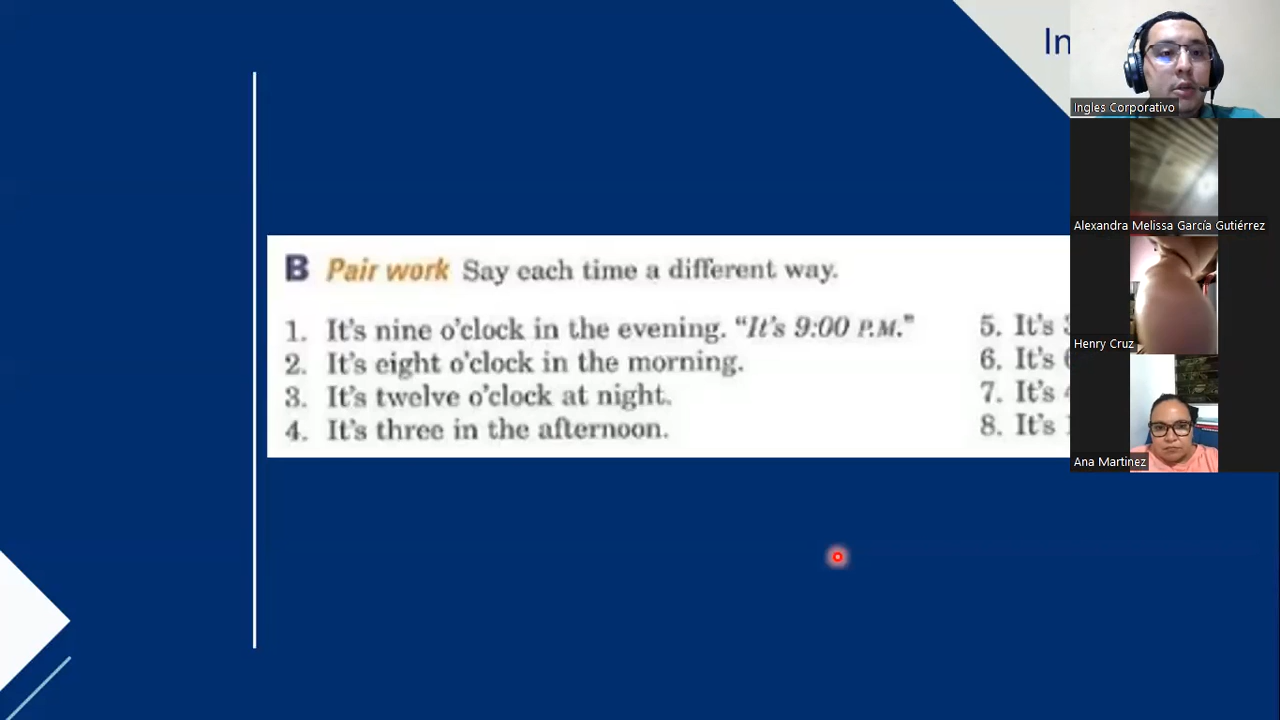 In
B Pair work Say each time a different way.
1. It's nine o'clock in the evening. "It's 9:00 P.M."
2. It's eight o'clock in the morning.
3. It's twelve o'clock at night.
4. It's three in the afternoon.
5. It's
6. It's
7. It's
8. It's
Ingles Corporativo
Alexandra Melissa García Gutiérrez
Henry Cruz
Ana Martinez